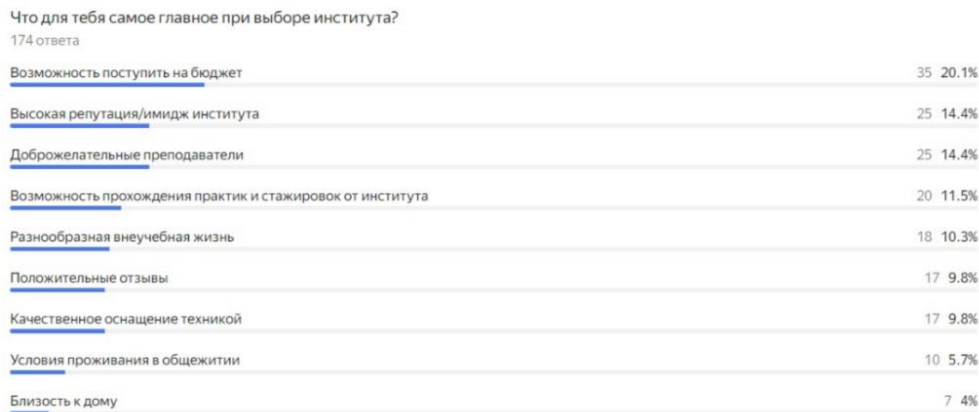 Что для тебя самое главное при выборе института?
174 ответа
Возможность поступить на бюджет 35 20.1%
Высокая репутация/имидж института 25 14.4%
Доброжелательные преподаватели 25 14.4%
Возможность прохождения практик и стажировок от института 20 11.5%
Разнообразная внеучебная жизнь 18 10.3%
Положительные отзывы 17 9.8%
Качественное оснащение техникой 17 9.8%
Условия проживания в общежитии 10 5.7%
Близость к дому 7 4%